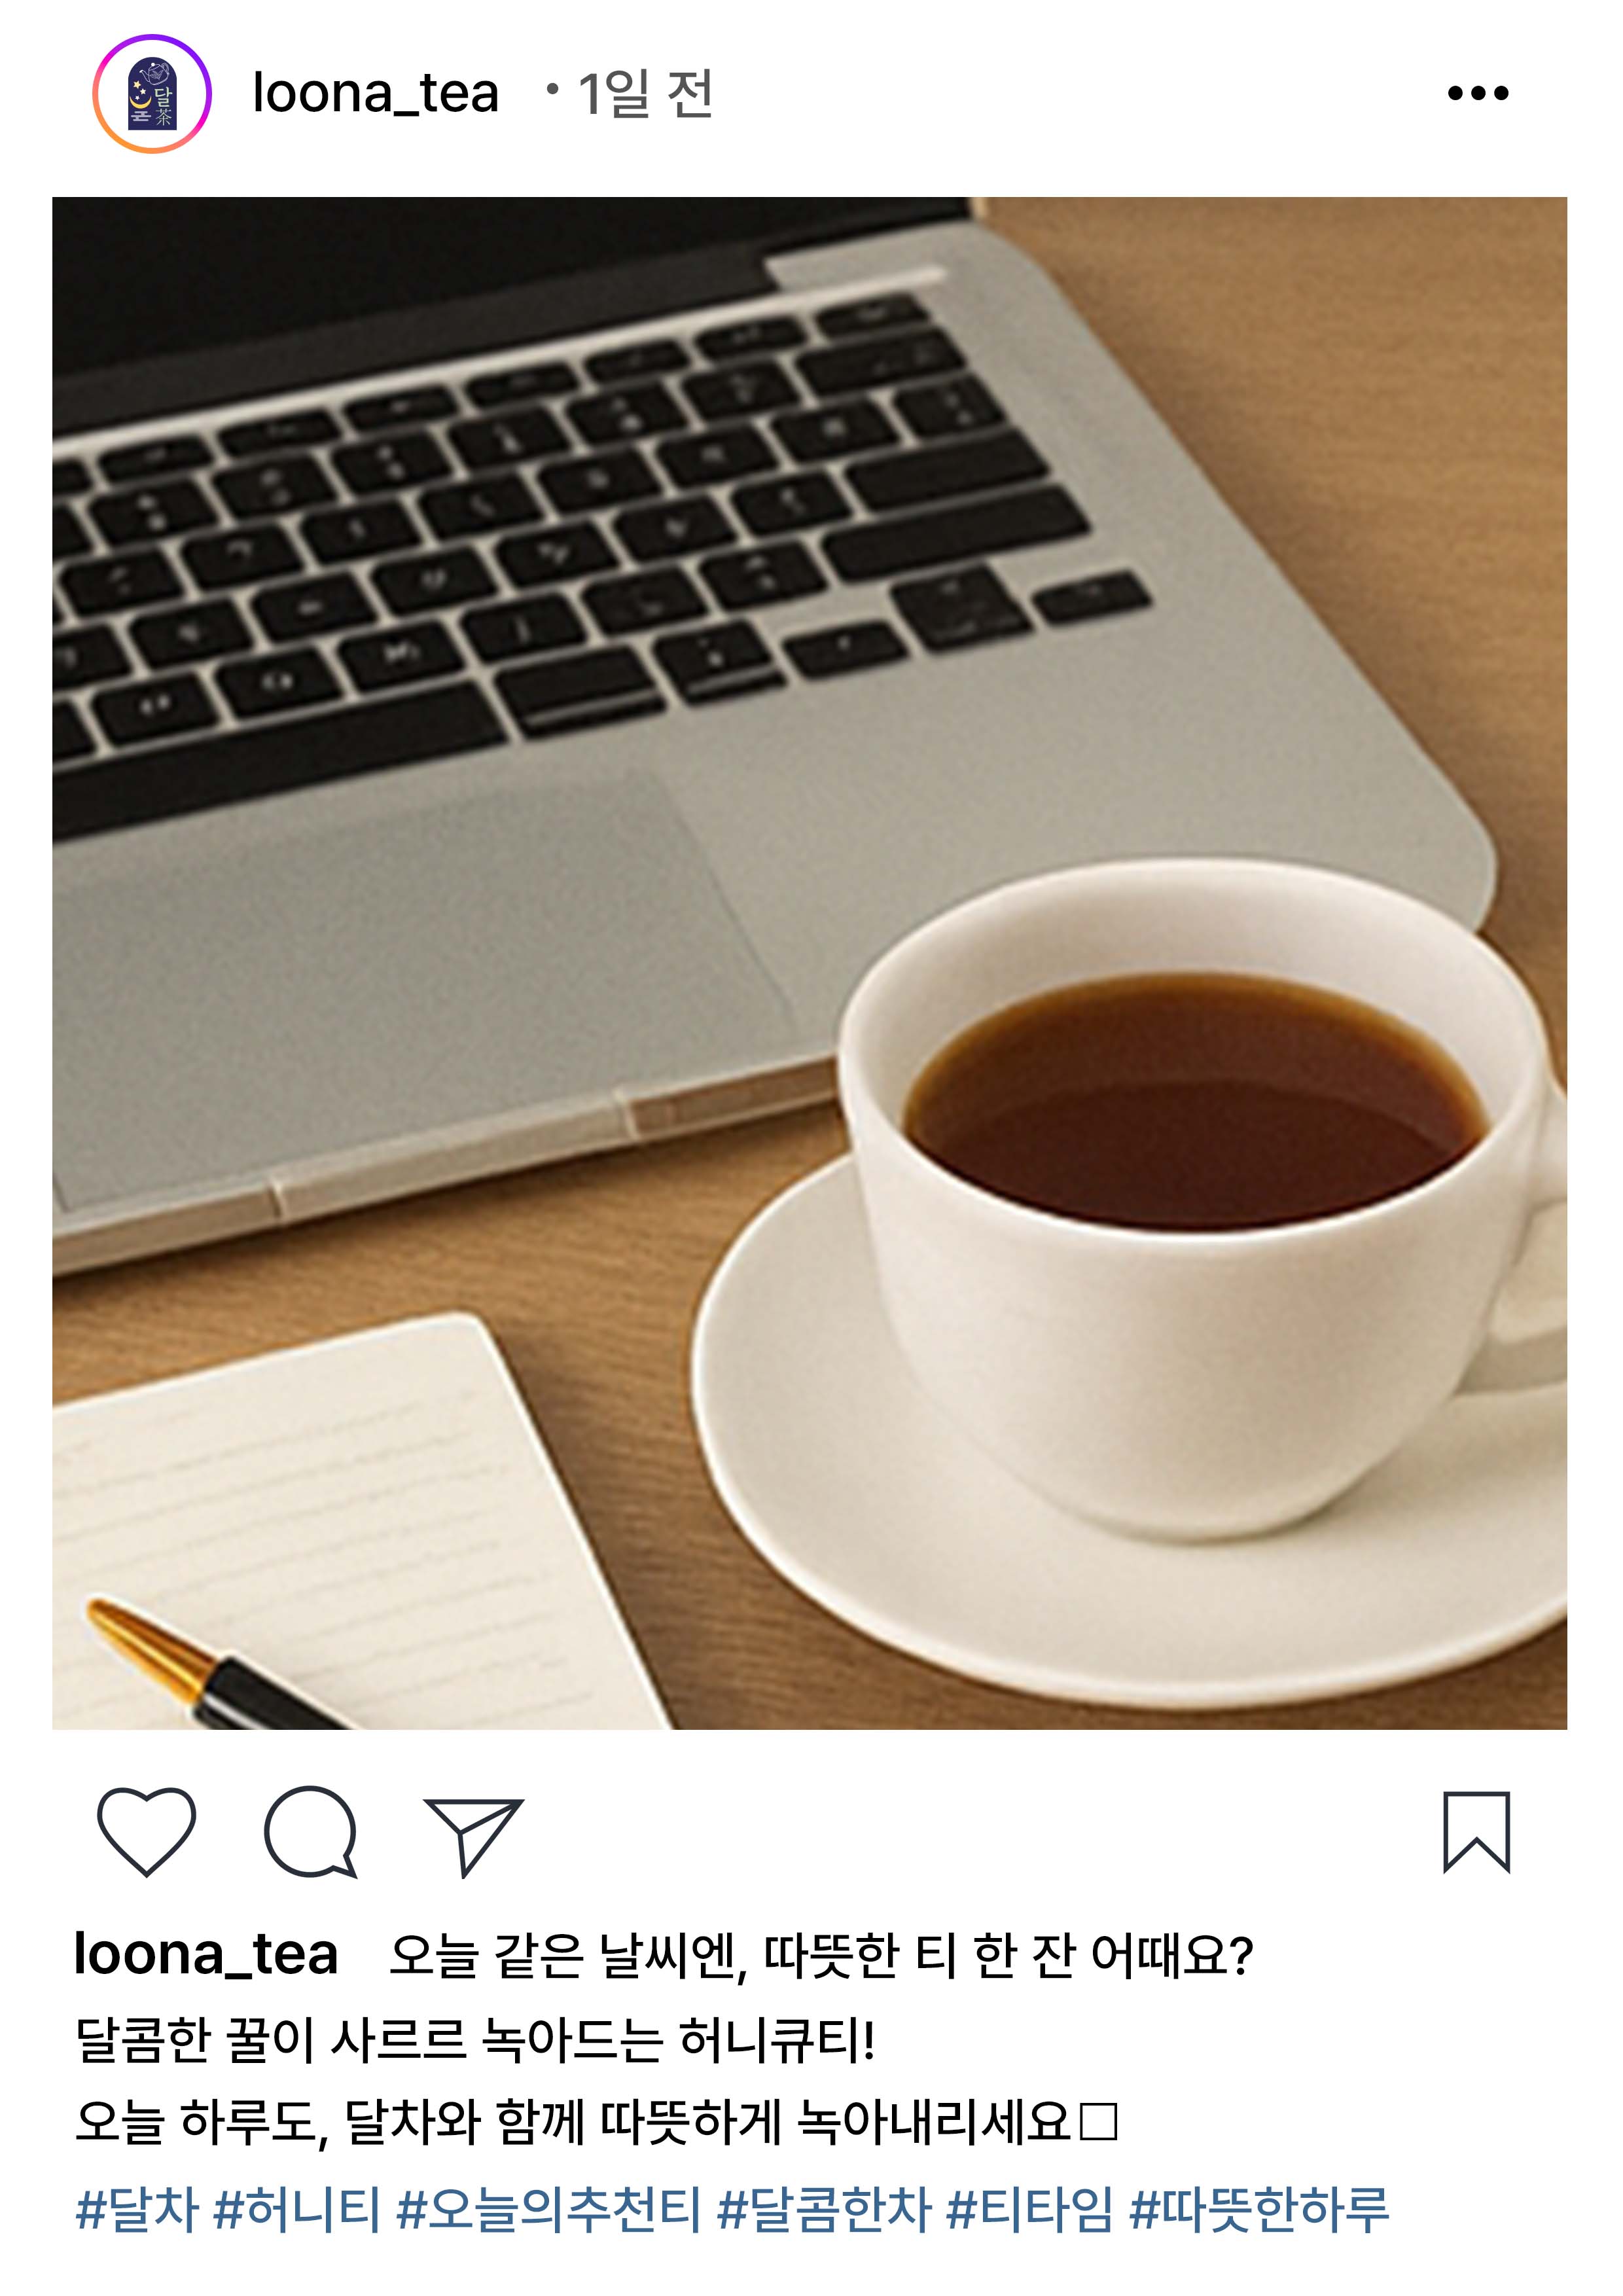 달
茶
loona_tea • 1일 전
loona_tea 오늘 같은 날씨엔, 따뜻한 티 한 잔 어때요?
달콤한 꿀이 사르르 녹아드는 허니큐티!
오늘 하루도, 달차와 함께 따뜻하게 녹아내리세요□
#달차 #허니티 #오늘의추천티 #달콤한차 #티타임 #따뜻한하루